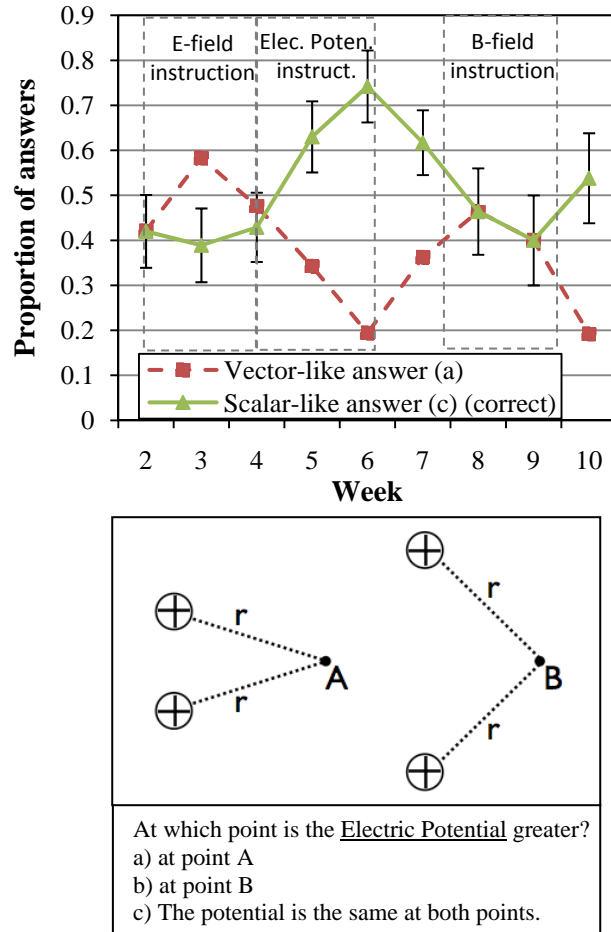 0.9
0.8
0.7
0.6
0.5
0.4
0.3
0.2
0.1
0
Proportion of answers
E-field
instruction
Elec. Poten.
instruct.
B-field
instruction
Vector-like answer (a)
Scalar-like answer (c) (correct)
2 3 4 5 6 7 8 9 10
Week
r
r
A
r
r
B
At which point is the Electric Potential greater?
a) at point A
b) at point B
c) The potential is the same at both points.